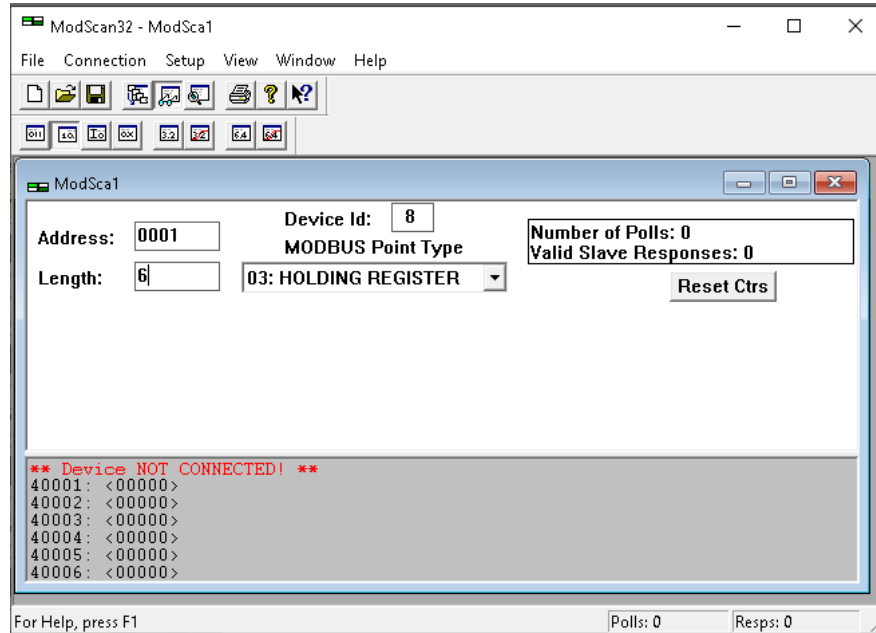 ModScan32 - ModSca1
File Connection Setup View Window Help
ModSca1
Address: 0001
Device Id: 8
MODBUS Point Type
Length: 6
03: HOLDING REGISTER
Number of Polls: 0
Valid Slave Responses: 0
Reset Ctrs
** Device NOT CONNECTED! **
40001: <00000>
40002: <00000>
40003: <00000>
40004: <00000>
40005: <00000>
40006: <00000>
For Help, press F1
Polls: 0
Resps: 0